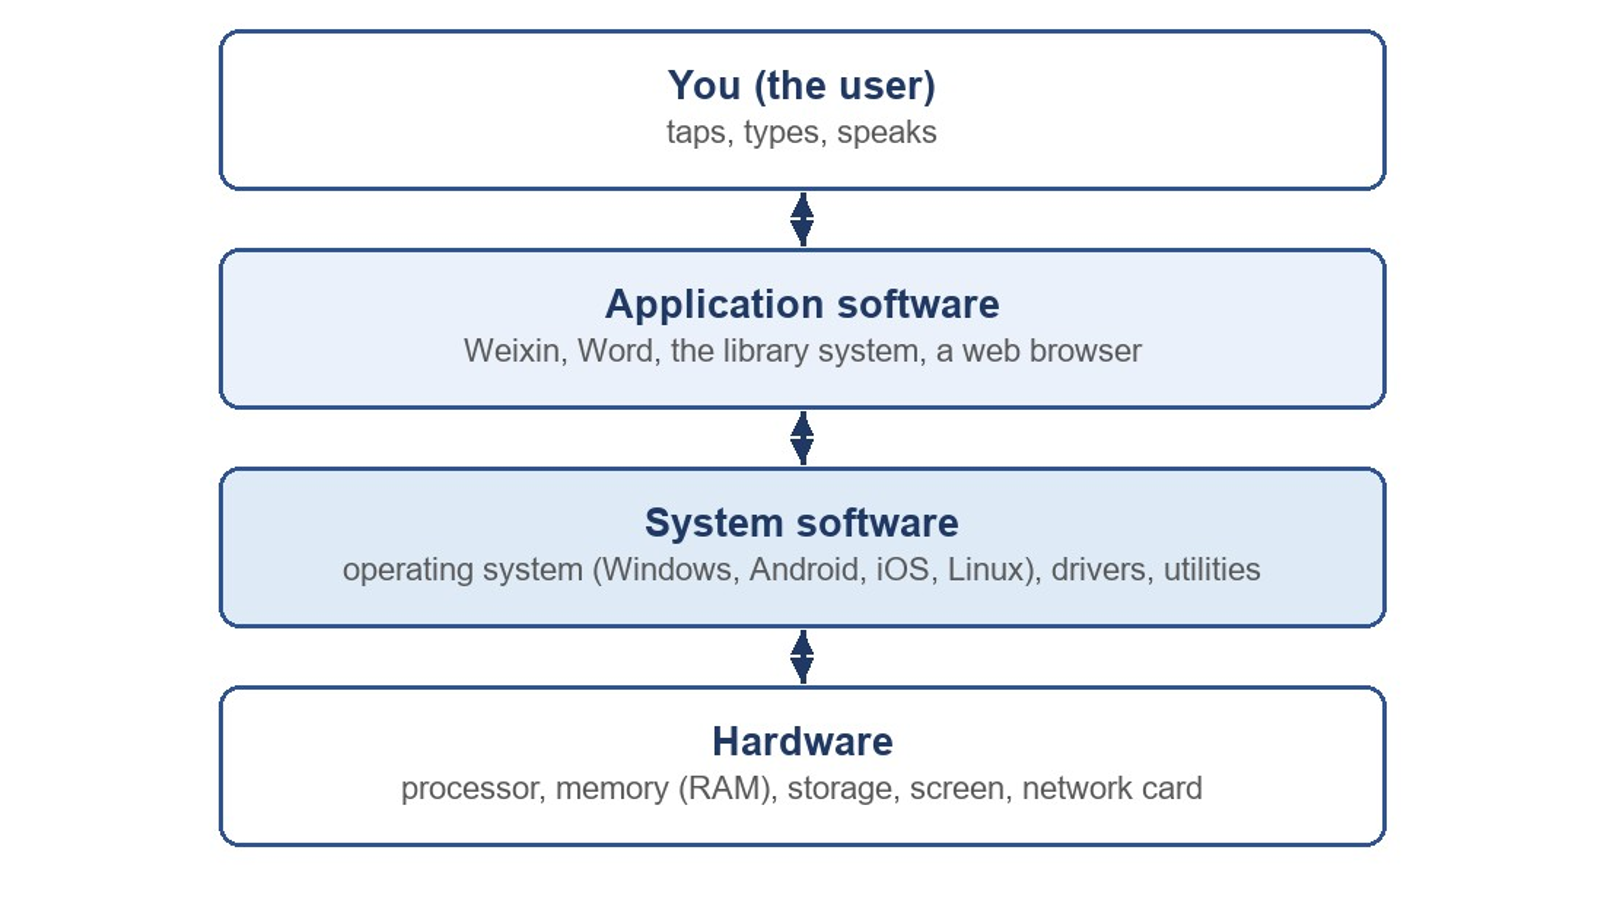 You (the user)
taps, types, speaks
Application software
Weixin, Word, the library system, a web browser
System software
operating system (Windows, Android, iOS, Linux), drivers, utilities
Hardware
processor, memory (RAM), storage, screen, network card